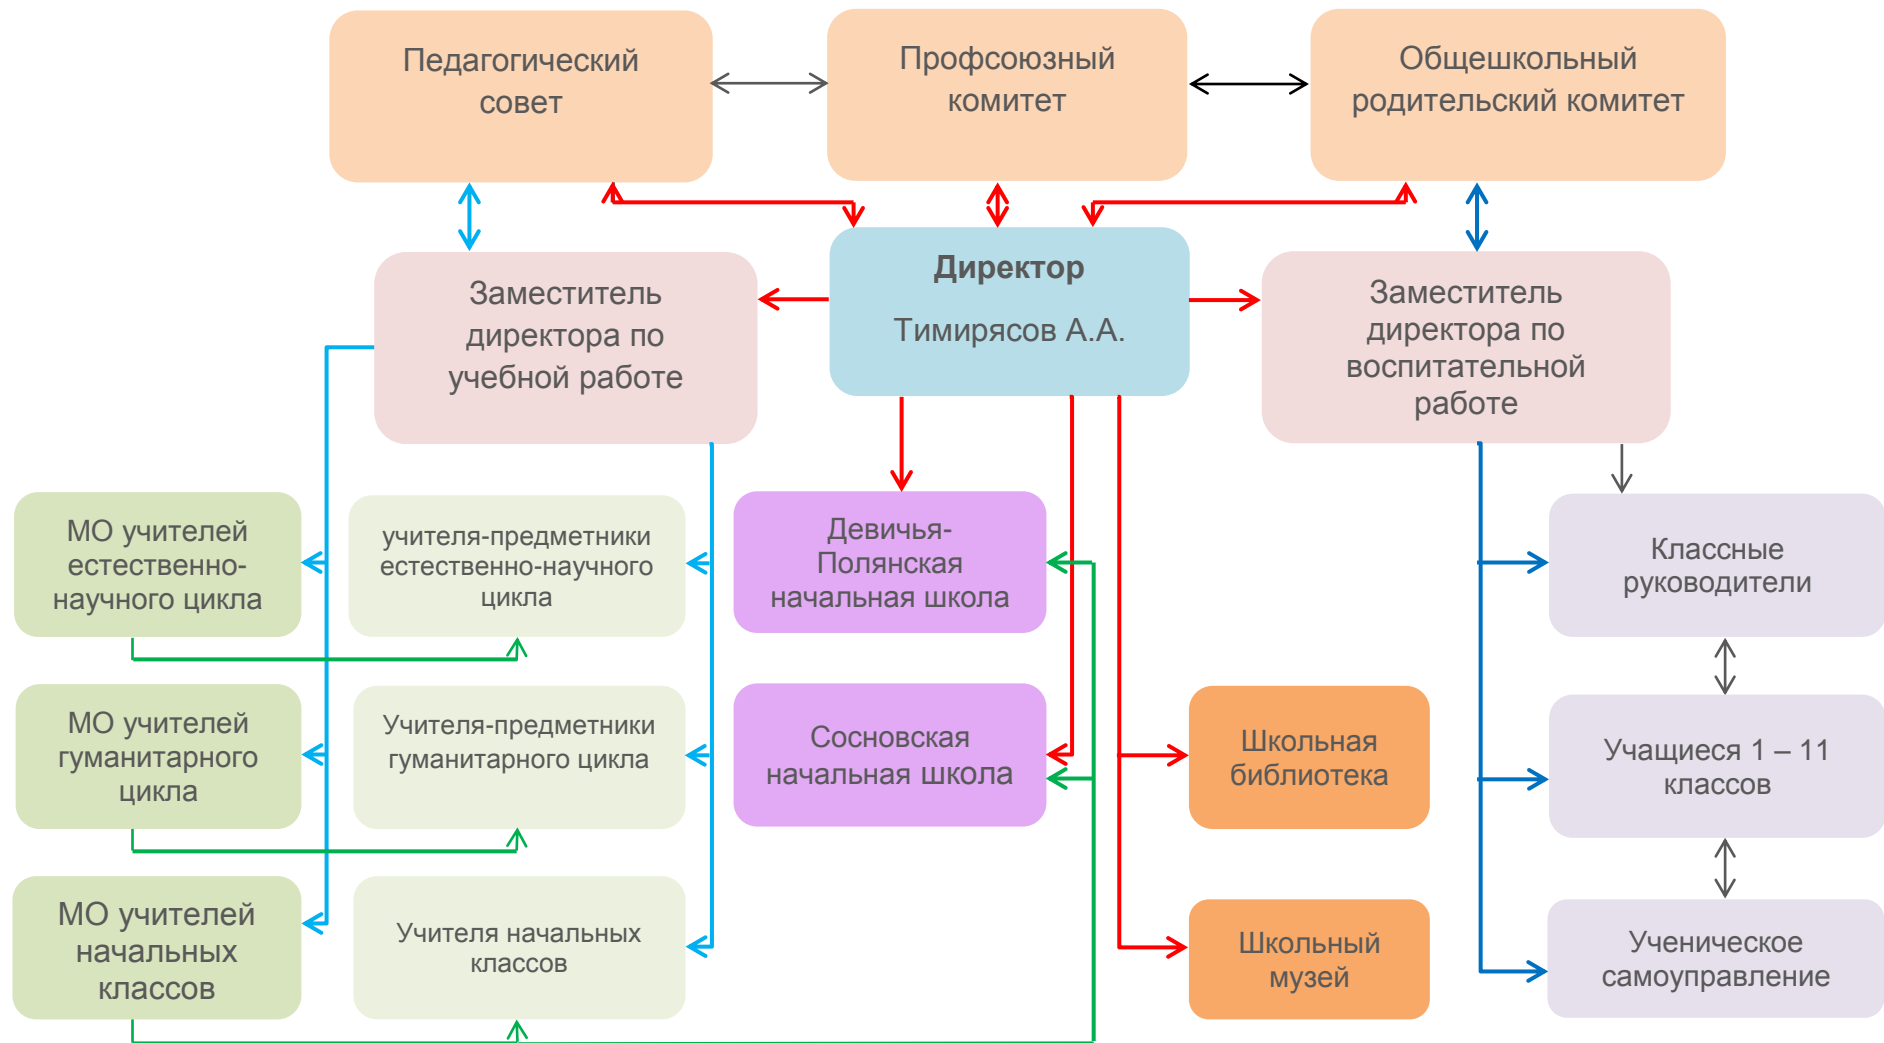 Педагогический
совет
Профсоюзный
комитет
Общешкольный
родительский комитет
Директор
Тимирясов А.А.
Заместитель
директора по
учебной работе
Заместитель
директора по
воспитательной
работе
МО учителей
естественно-
научного цикла
учителя-предметники
естественно-научного
цикла
Девичья-
Полянская
начальная школа
Классные
руководители
МО учителей
гуманитарного
цикла
Учителя-предметники
гуманитарного цикла
Сосновская
начальная школа
Школьная
библиотека
Учащиеся 1 – 11
классов
МО учителей
начальных
классов
Учителя начальных
классов
Школьный
музей
Ученическое
самоуправление